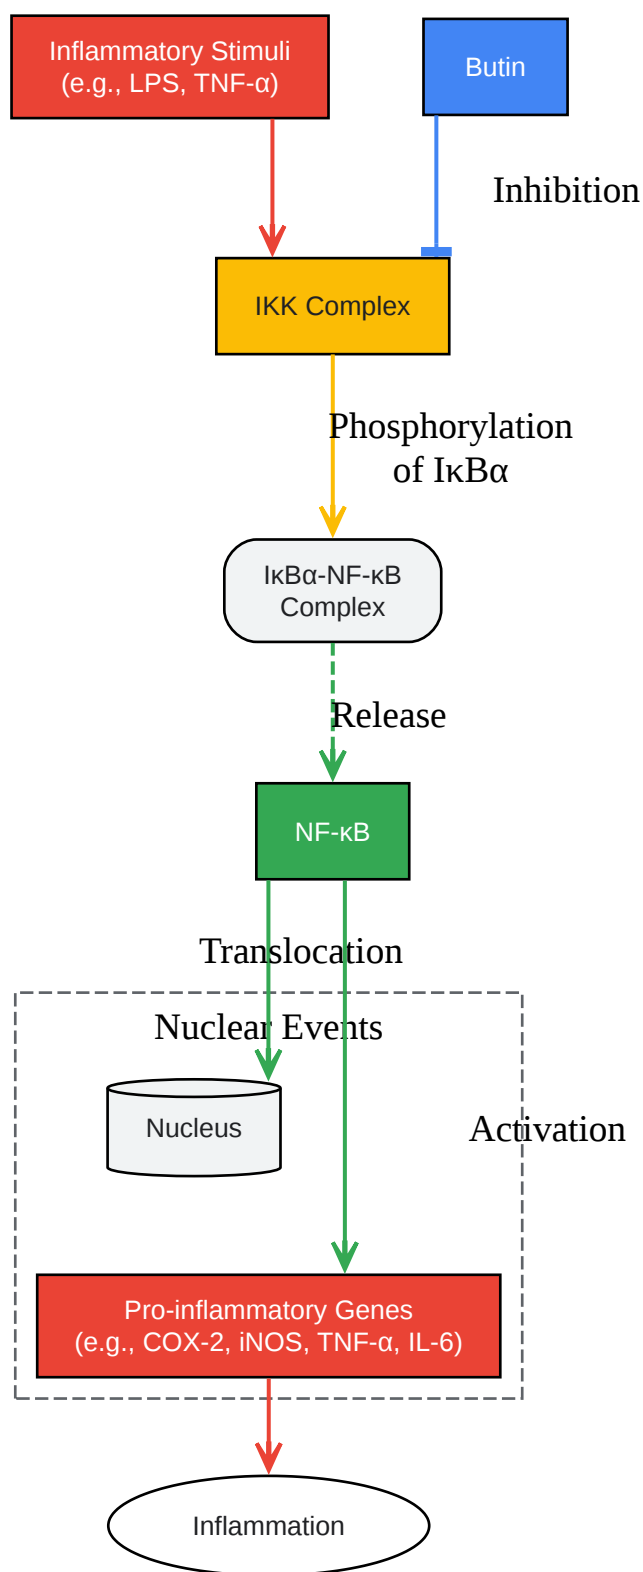 Inflammatory Stimuli
(e.g., LPS, TNF-α)
Butin
Inhibition
IKK Complex
Phosphorylation
of IκBα
IκBα-NF-κB
Complex
Release
NF-κB
Translocation
Nuclear Events
Nucleus
Activation
Pro-inflammatory Genes
(e.g., COX-2, iNOS, TNF-α, IL-6)
Inflammation